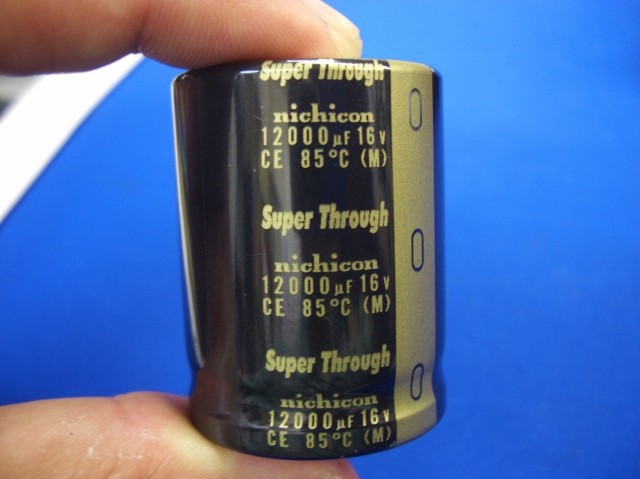 Super Through
nichicon
12000µF 16V
CE 85°C (M)
Super Through
nichicon
12000µF 16V
CE 85°C (M)
Super Through
nichicon
12000µF 16V
CE 85°C (M)